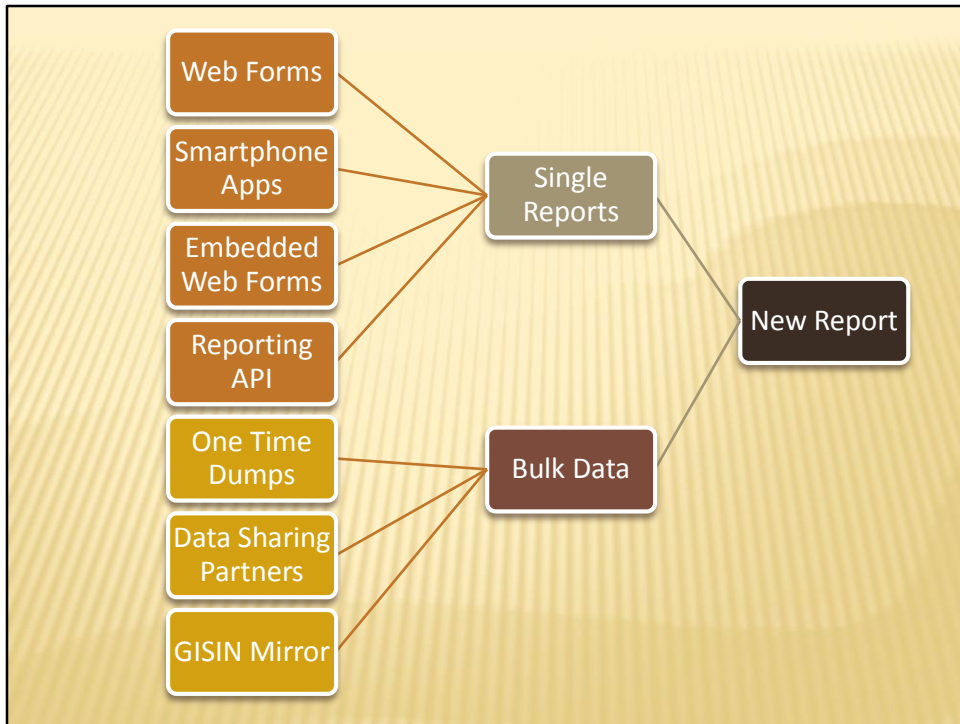 Web Forms
Smartphone
Apps
Embedded
Web Forms
Reporting
API
One Time
Dumps
Data Sharing
Partners
GISIN Mirror
Single
Reports
Bulk Data
New Report